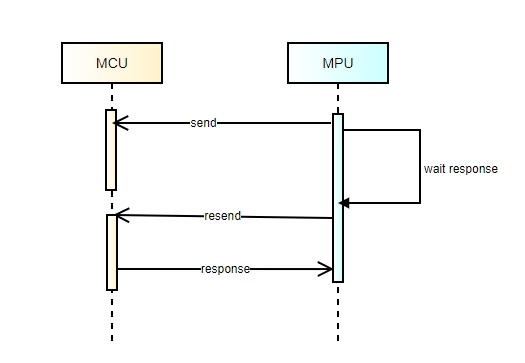 MCU
MPU
send
wait response
resend
response